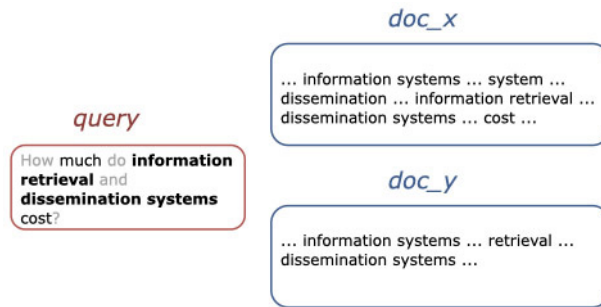 query
How much do information
retrieval and
dissemination systems
cost?
doc_x
... information systems ... system ...
dissemination ... information retrieval ...
dissemination systems ... cost ...
doc_y
... information systems ... retrieval ...
dissemination systems ...